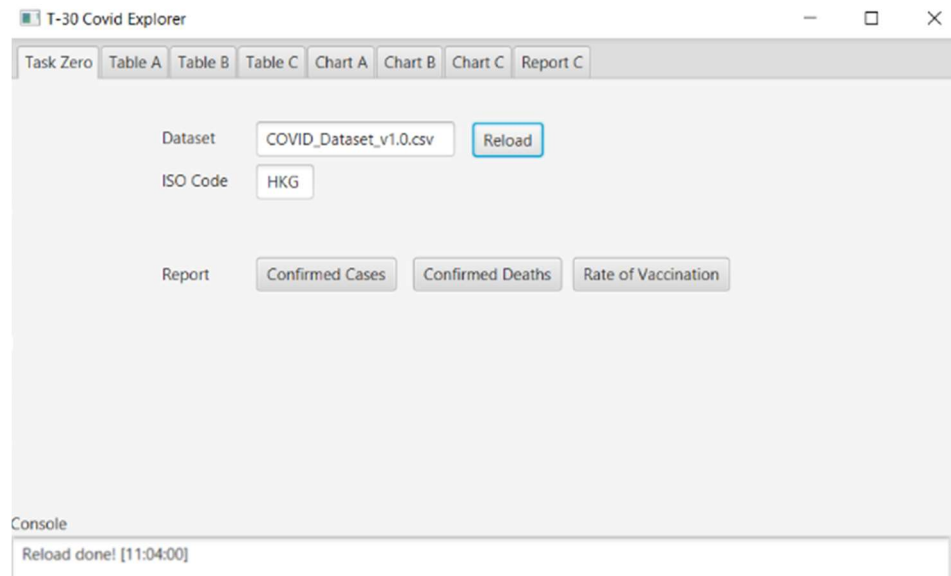 T-30 Covid Explorer
Task Zero Table A Table B Table C Chart A Chart B Chart C Report C
Dataset COVID_Dataset_v1.0.csv Reload
ISO Code HKG
Report Confirmed Cases Confirmed Deaths Rate of Vaccination
Console
Reload done! [11:04:00]